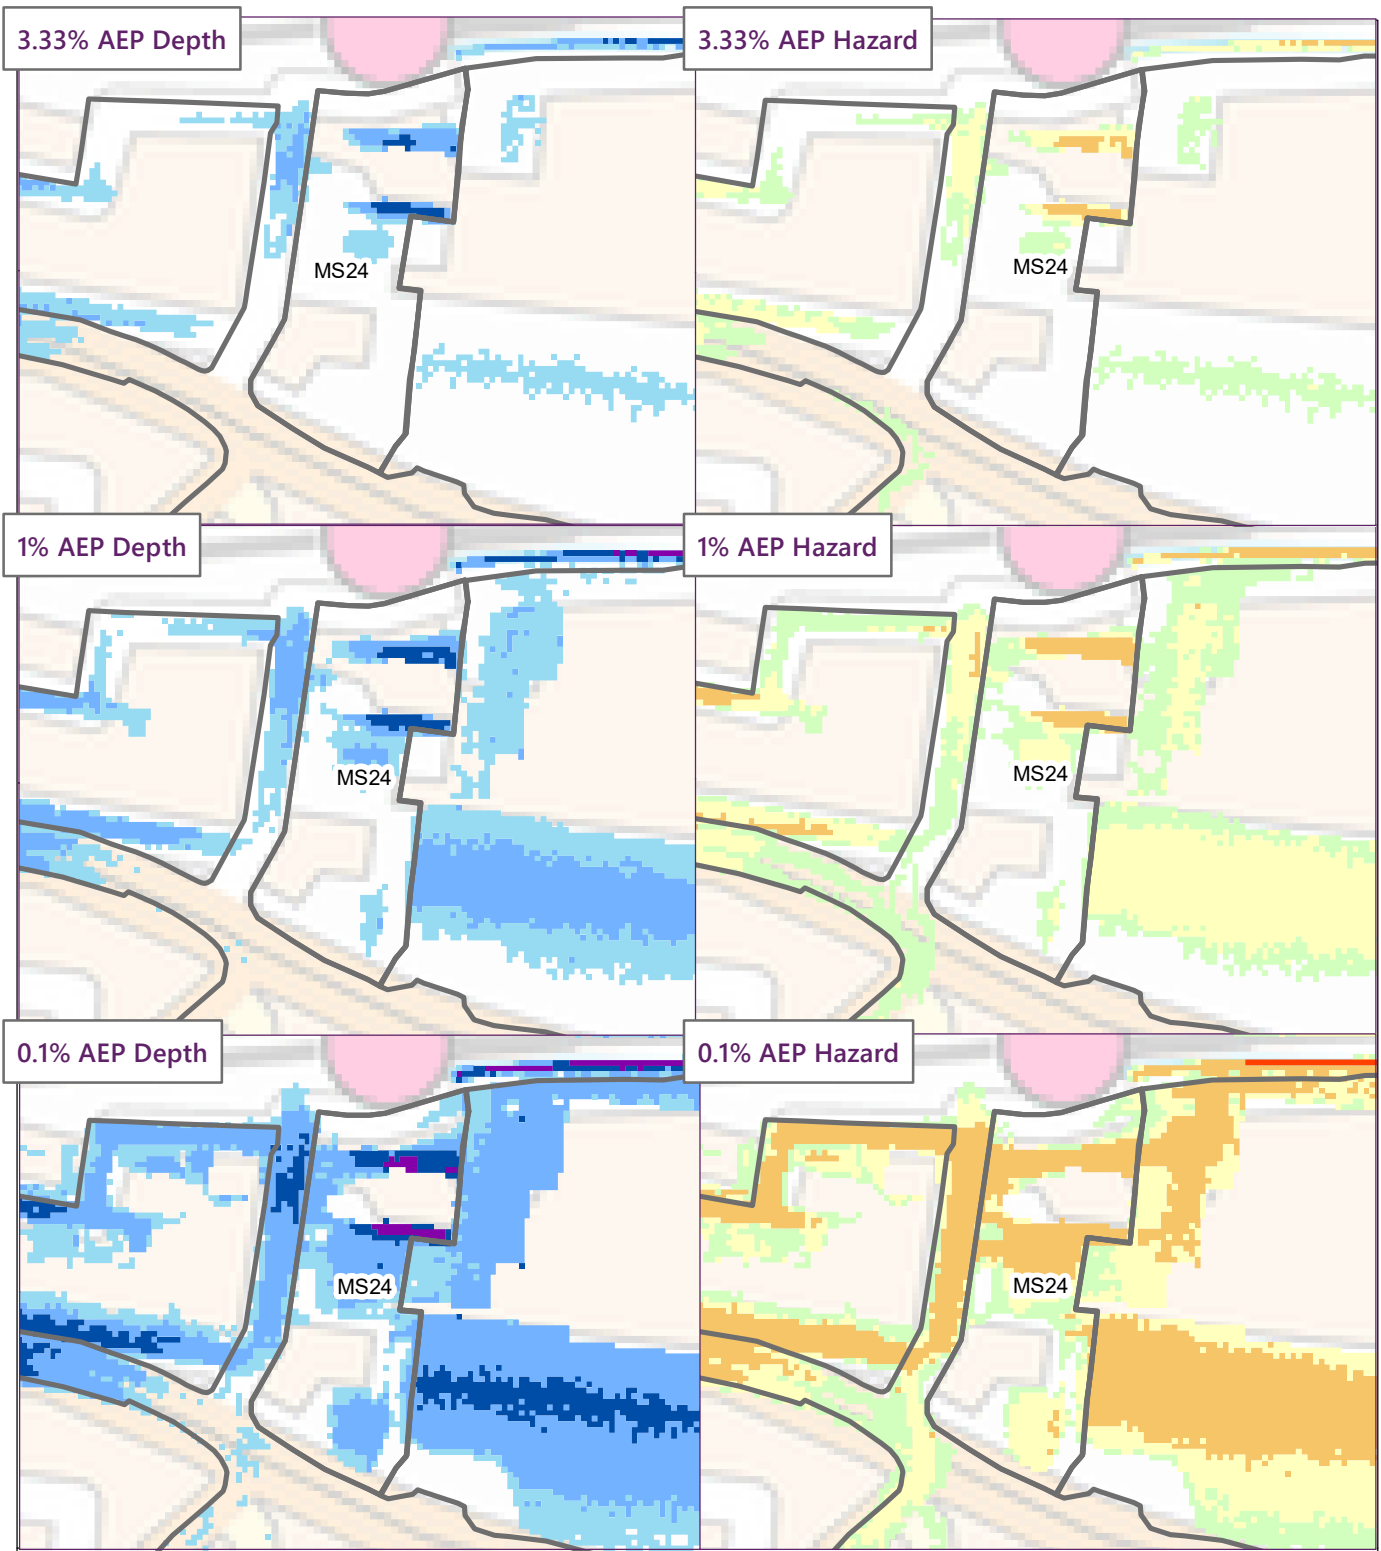 3.33% AEP Depth
3.33% AEP Hazard
MS24
MS24
1% AEP Depth
1% AEP Hazard
MS24
MS24
0.1% AEP Depth
0.1% AEP Hazard
MS24
MS24